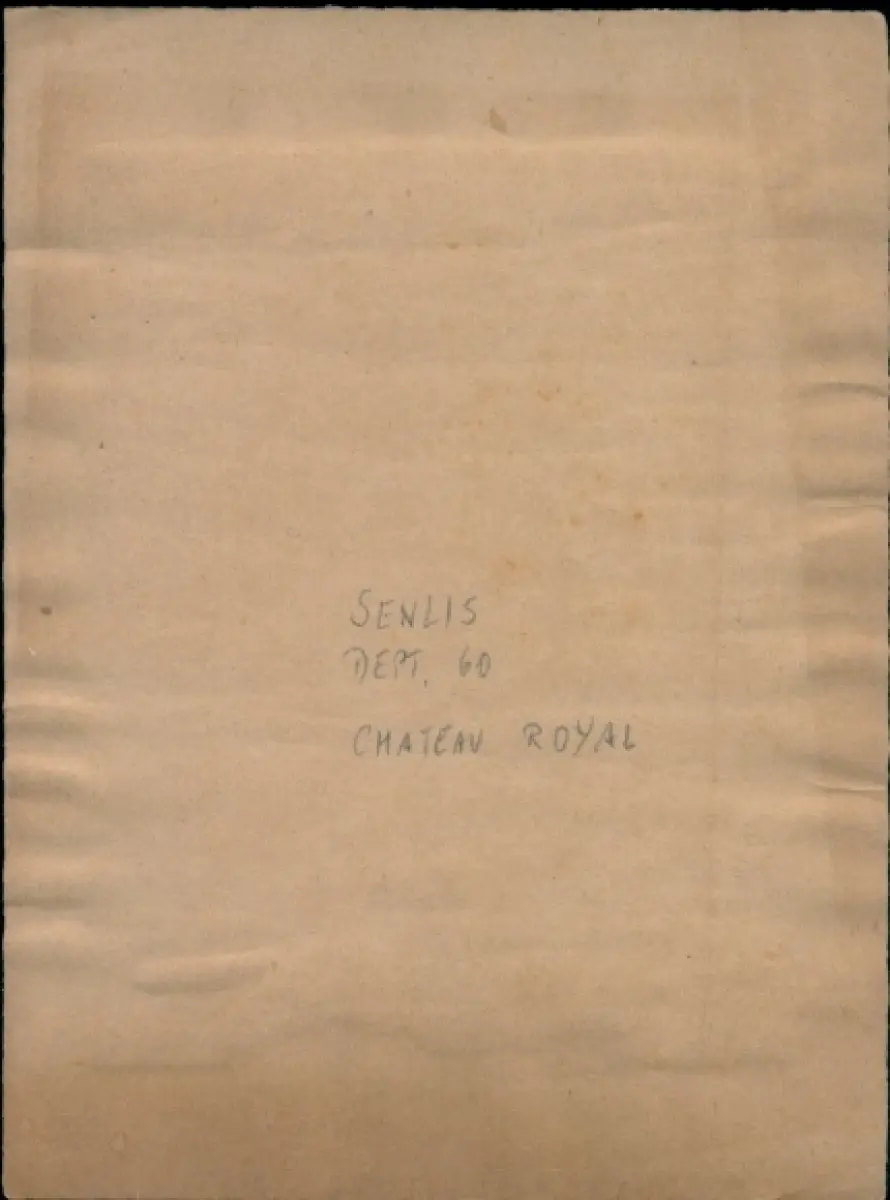 SENLIS
DEPT. 60
CHATEAU ROYAL